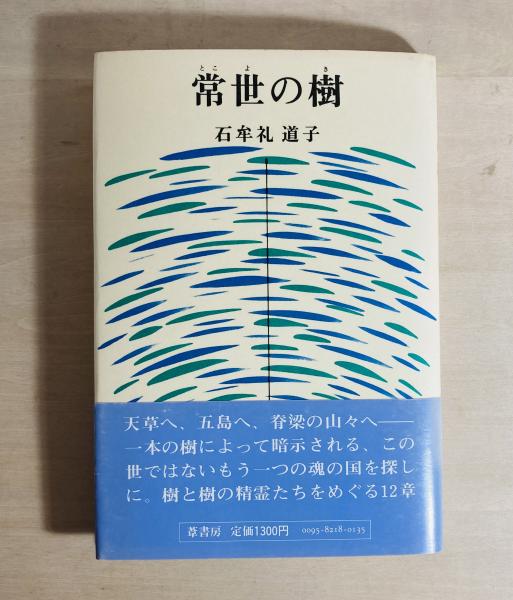 とこよ き
常世の樹
石牟礼 道子
天草へ、五島へ、脊梁の山々へ――
一本の樹によって暗示される、この
世ではないもう一つの魂の国を探し
に。樹と樹の精霊たちをめぐる12章
葦書房 定価1300円 0095-8218-0135